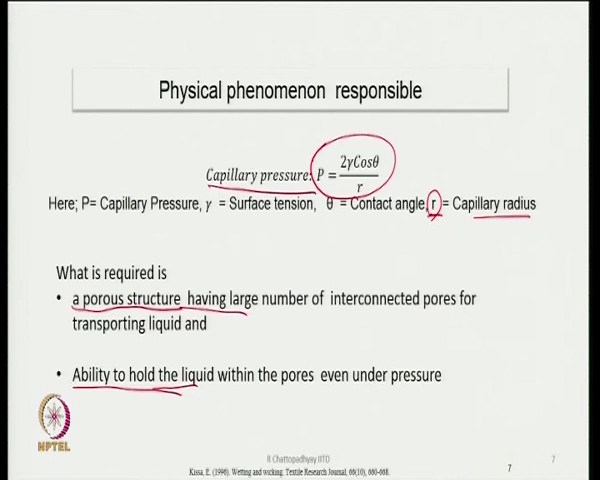 Physical phenomenon responsible
Capillary pressure: P = 2γCosθ / r
Here; P= Capillary Pressure, γ = Surface tension, θ = Contact angle, r = Capillary radius
What is required is
• a porous structure having large number of interconnected pores for
transporting liquid and
• Ability to hold the liquid within the pores even under pressure
NPTEL
R Chattopadhyay IITD
7
Kissa, E. (1996). Wetting and wicking. Textile Research Journal, 66(10), 660-668.
7